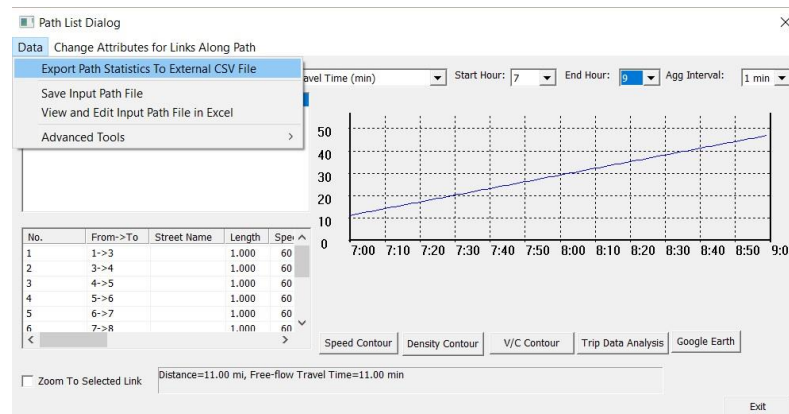 Path List Dialog
Data Change Attributes for Links Along Path
Export Path Statistics To External CSV File
Save Input Path File
View and Edit Input Path File in Excel
Advanced Tools
Travel Time (min) Start Hour: 7 End Hour: 9 Agg Interval: 1 min
50
40
30
20
10
0
7:00 7:10 7:20 7:30 7:40 7:50 8:00 8:10 8:20 8:30 8:40 8:50 9:0
No. From->To Street Name Length Spe
1 1->3 1.000 60
2 3->4 1.000 60
3 4->5 1.000 60
4 5->6 1.000 60
5 6->7 1.000 60
6 7->8 1.000 60
Speed Contour Density Contour V/C Contour Trip Data Analysis Google Earth
Zoom To Selected Link Distance=11.00 mi, Free-flow Travel Time=11.00 min
Exit